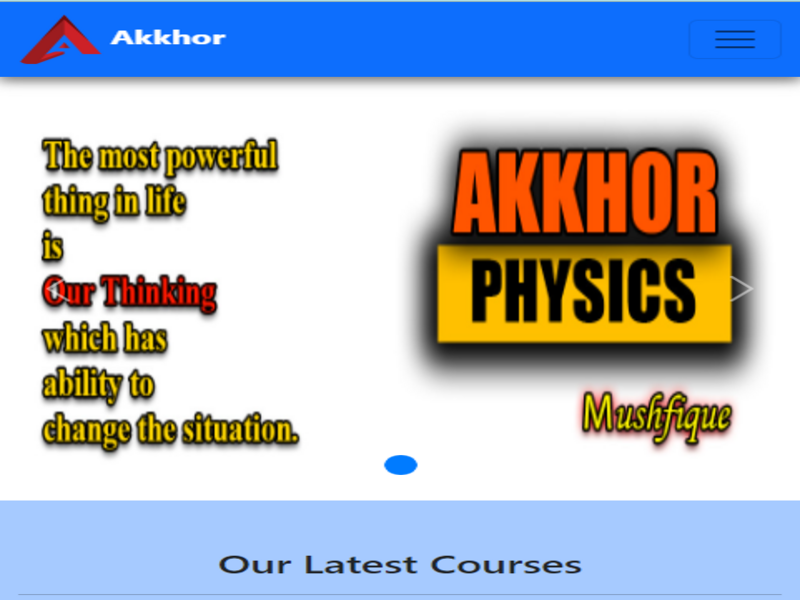 Akkhor
The most powerful
thing in life
is
Our Thinking
which has
ability to
change the situation.
AKKHOR
PHYSICS
Mushfique
Our Latest Courses